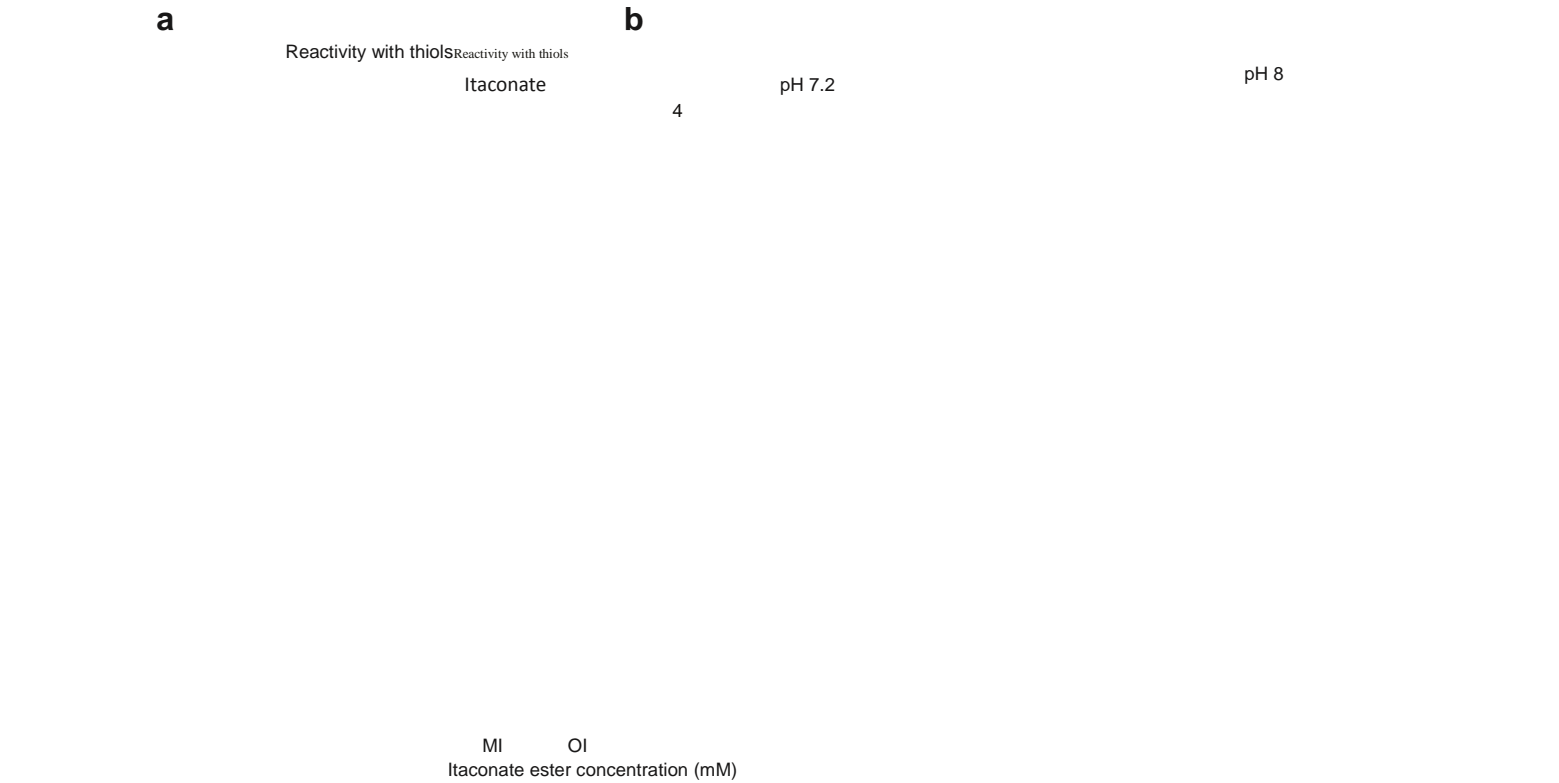 a
b
Reactivity with thiolsReactivity with thiols
pH 8
Itaconate
pH 7.2
4
MI OI
Itaconate ester concentration (mM)